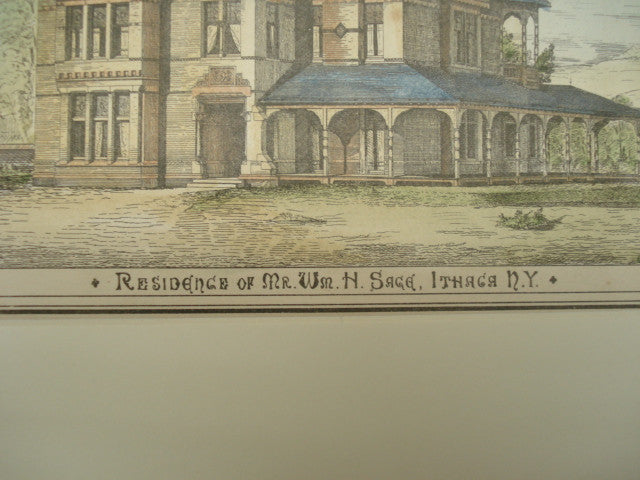 Residence of Mr. Wm. H. Sage, Ithaca N.Y.